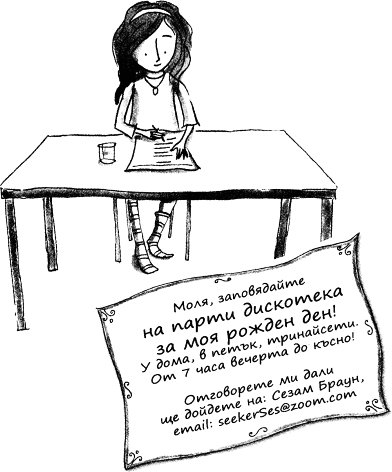 Моля, заповядайте
на парти дискотека
за моя рожден ден!
У дома, в петък, тринайсети.
От 7 часа вечерта до късно!
Отговорете ми дали
ще дойдете на: Сезам Браун,
email: seekerSes@zoom.com